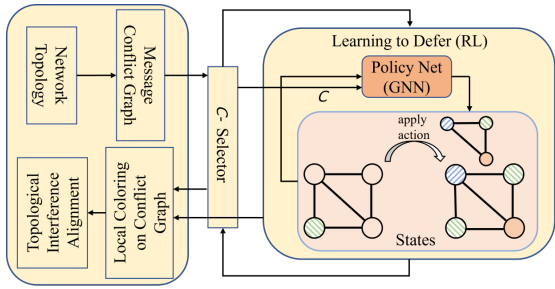 Network
Topology
Message
Conflict Graph
Topological
Interference
Alignment
Local Coloring
on Conflict
Graph
C- Selector
Learning to Defer (RL)
Policy Net
(GNN)
C
apply
action
States